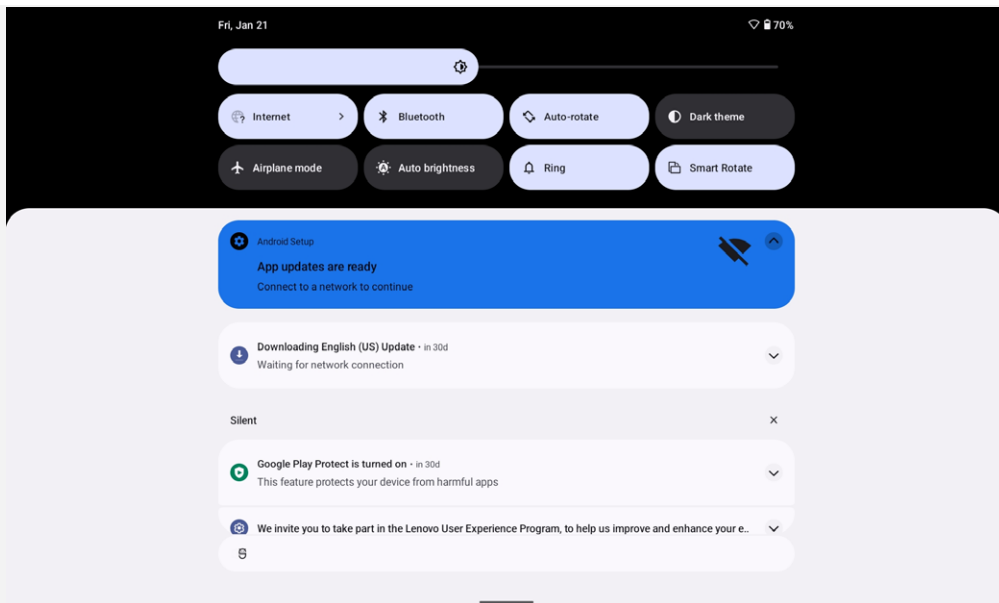 Fri, Jan 21
70%
Internet
Bluetooth
Auto-rotate
Dark theme
Airplane mode
Auto brightness
Ring
Smart Rotate
Android Setup
App updates are ready
Connect to a network to continue
Downloading English (US) Update • in 30d
Waiting for network connection
Silent
Google Play Protect is turned on • in 30d
This feature protects your device from harmful apps
We invite you to take part in the Lenovo User Experience Program, to help us improve and enhance your e..